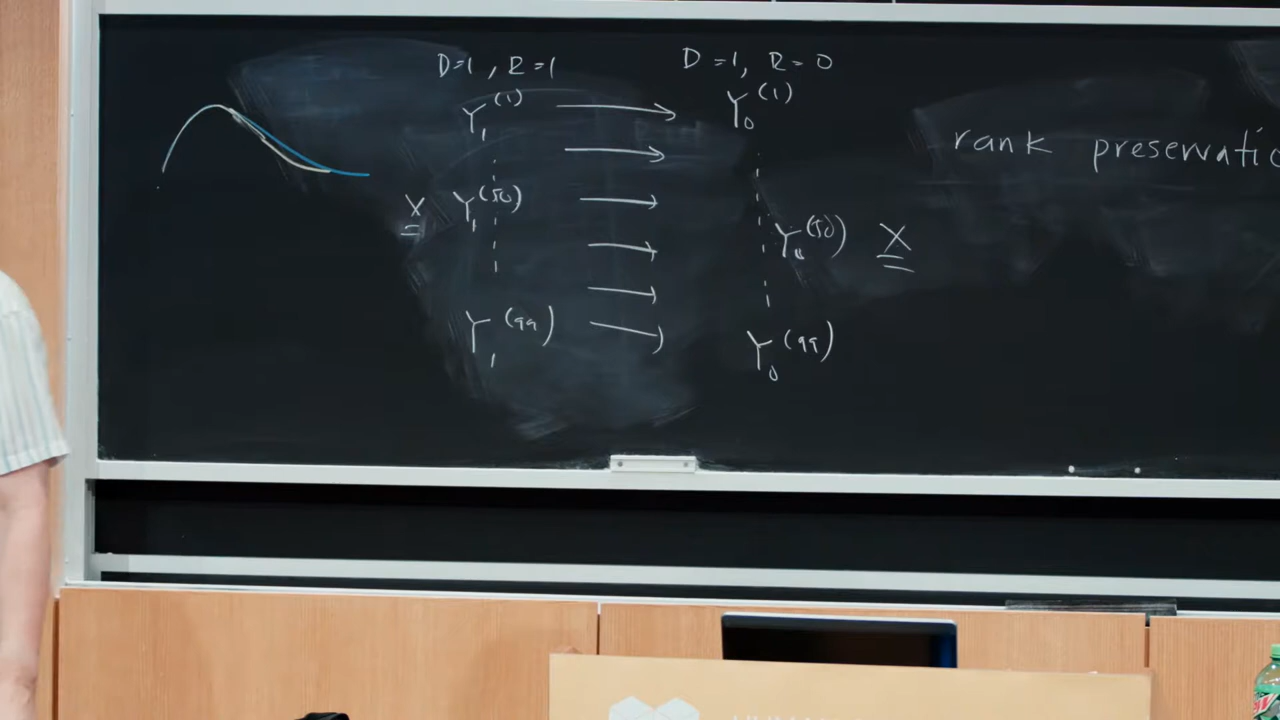 D=1, R=1
D=1, R=0
Y₁⁽¹⁾ → Y₀⁽¹⁾
→
rank preservatio
X Y₁⁽⁵⁰⁾ →
→ Y₀⁽⁵⁰⁾ X
→
Y₁⁽⁹⁹⁾ → Y₀⁽⁹⁹⁾